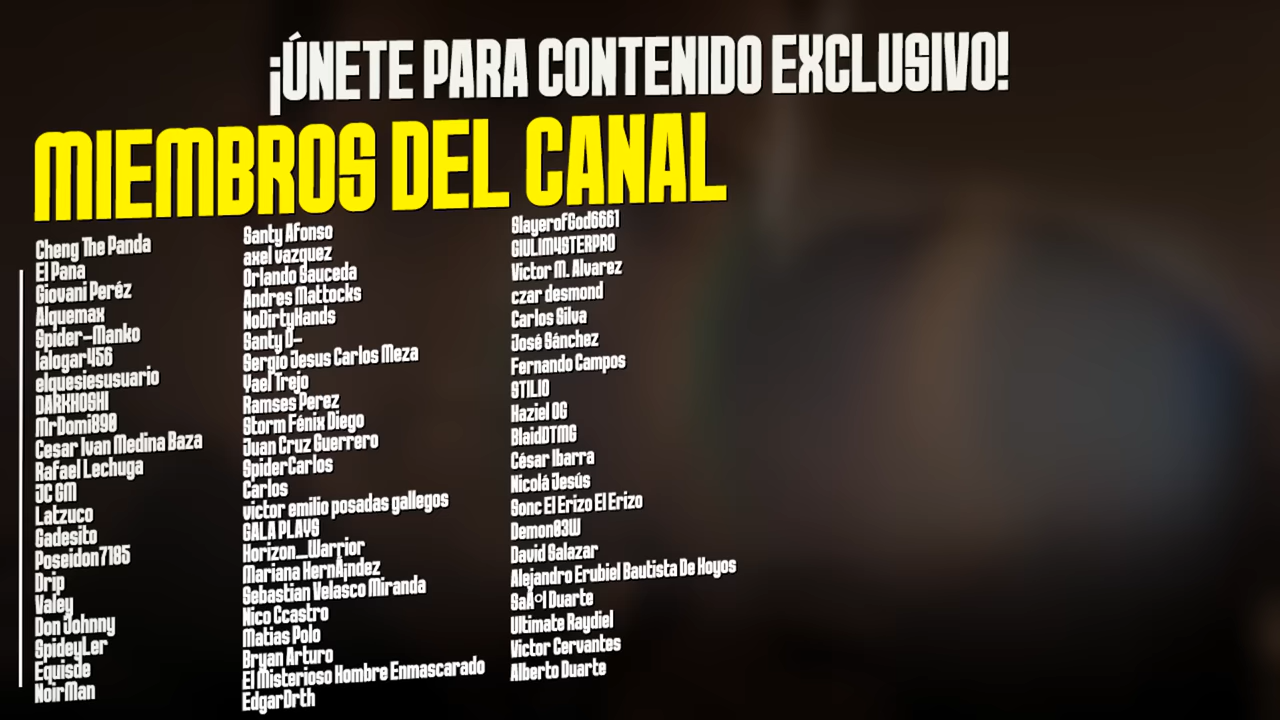 ¡ÚNETE PARA CONTENIDO EXCLUSIVO!
MIEMBROS DEL CANAL
Cheng The Panda
El Pana
Giovani Peréz
Alquemax
Spider-Manko
lalogar456
elquesiesusuario
DARKHOSHI
MrDomi890
Cesar Ivan Medina Baza
Rafael Lechuga
JC GM
Latzuco
Gadesito
Poseidon7185
Drip
Valey
Don Johnny
SpideyLer
Equisde
NoirMan
Santy Afonso
axel vazquez
Orlando Sauceda
Andres Mattocks
NoDirtyHands
Santy D-
Sergio Jesus Carlos Meza
Yael Trejo
Ramses Perez
Storm Fénix Diego
Juan Cruz Guerrero
SpiderCarlos
Carlos
victor emilio posadas gallegos
GALA PLAYS
Horizon_Warrior
Mariana HernÃ¡ndez
Sebastian Velasco Miranda
Nico Ccastro
Matias Polo
Bryan Arturo
El Misterioso Hombre Enmascarado
EdgarDrth
SlayerofGod6661
GIULIM4STERPRO
Victor M. Alvarez
czar desmond
Carlos Silva
José Sánchez
Fernando Campos
STILIO
Haziel OG
BlaidDTMG
César Ibarra
Nicolá Jesús
Sonc El Erizo El Erizo
Demon03W
David Salazar
Alejandro Erubiel Bautista De Hoyos
SaÃºl Duarte
Ultimate Raydiel
Victor Cervantes
Alberto Duarte